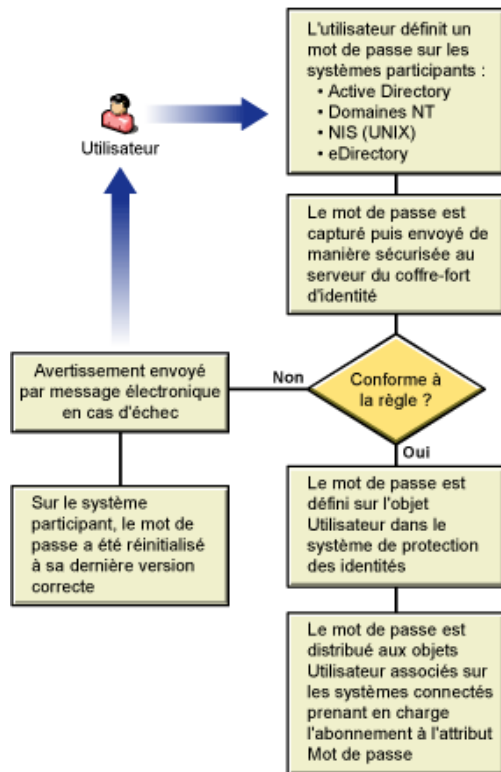 L'utilisateur définit un
mot de passe sur les
systèmes participants :
• Active Directory
• Domaines NT
• NIS (UNIX)
• eDirectory
Utilisateur
Le mot de passe est
capturé puis envoyé de
manière sécurisée au
serveur du coffre-fort
d'identité
Conforme à
la règle ?
Non
Avertissement envoyé
par message électronique
en cas d'échec
Sur le système
participant, le mot de
passe a été réinitialisé
à sa dernière version
correcte
Oui
Le mot de passe est
défini sur l'objet
Utilisateur dans le
système de protection
des identités
Le mot de passe est
distribué aux objets
Utilisateur associés sur
les systèmes connectés
prenant en charge
l'abonnement à l'attribut
Mot de passe